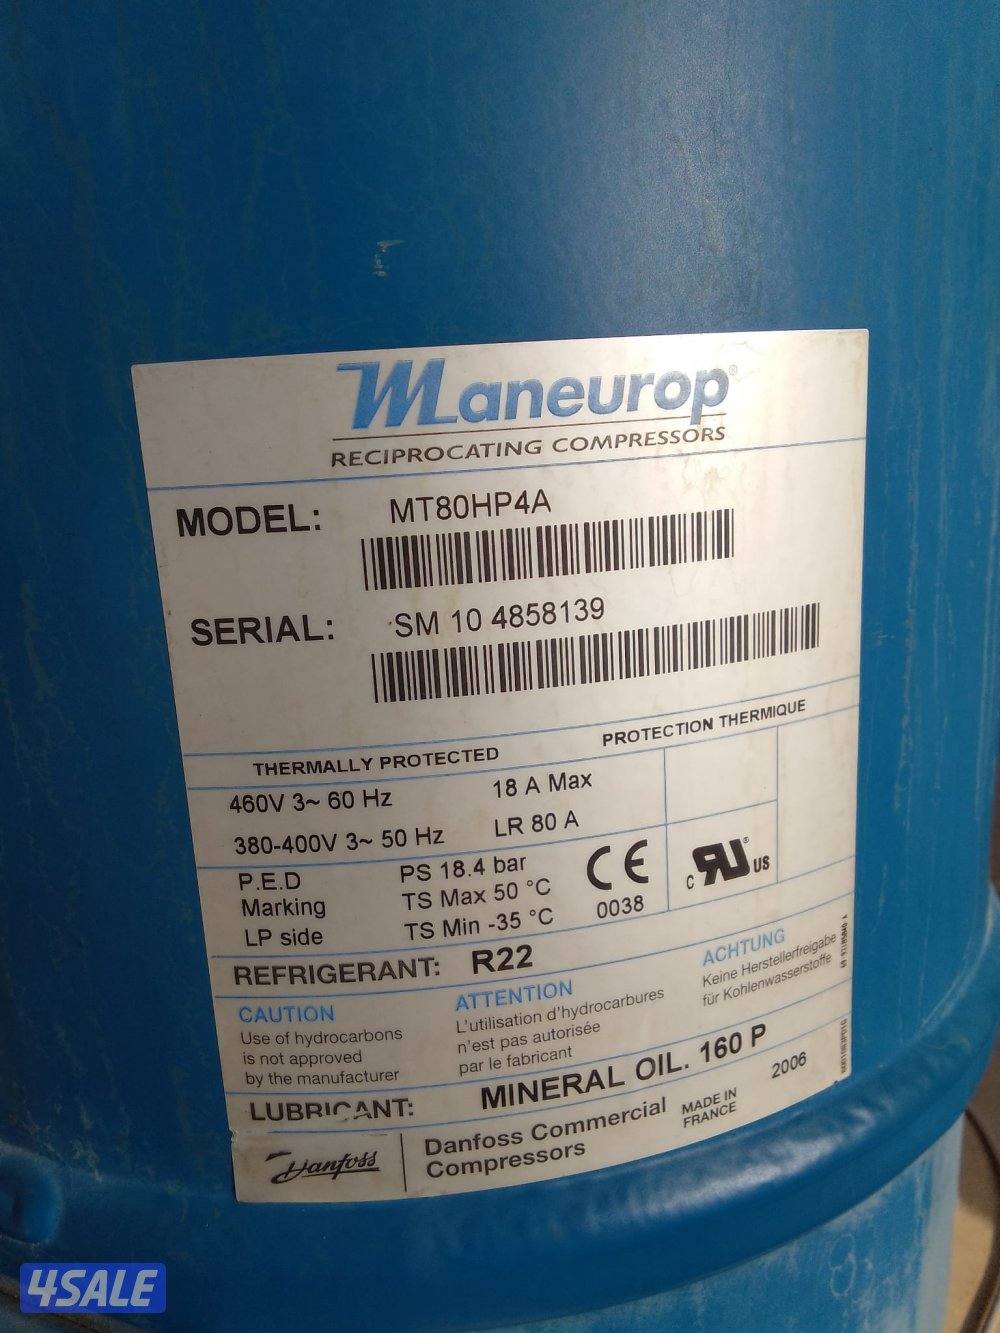 Maneurop®
RECIPROCATING COMPRESSORS
MODEL: MT80HP4A
SERIAL: SM 10 4858139
THERMALLY PROTECTED PROTECTION THERMIQUE
460V 3~ 60 Hz 18 A Max
380-400V 3~ 50 Hz LR 80 A
P.E.D PS 18.4 bar
Marking TS Max 50 °C
LP side TS Min -35 °C
CE
0038
c RU® US
REFRIGERANT: R22
CAUTION
Use of hydrocarbons
is not approved
by the manufacturer
ATTENTION
L'utilisation d'hydrocarbures
n'est pas autorisée
par le fabricant
ACHTUNG
Keine Herstellerfreigabe
für Kohlenwasserstoffe
LUBRICANT: MINERAL OIL. 160 P
Danfoss
Danfoss Commercial
Compressors
MADE IN
FRANCE
2006
4SALE